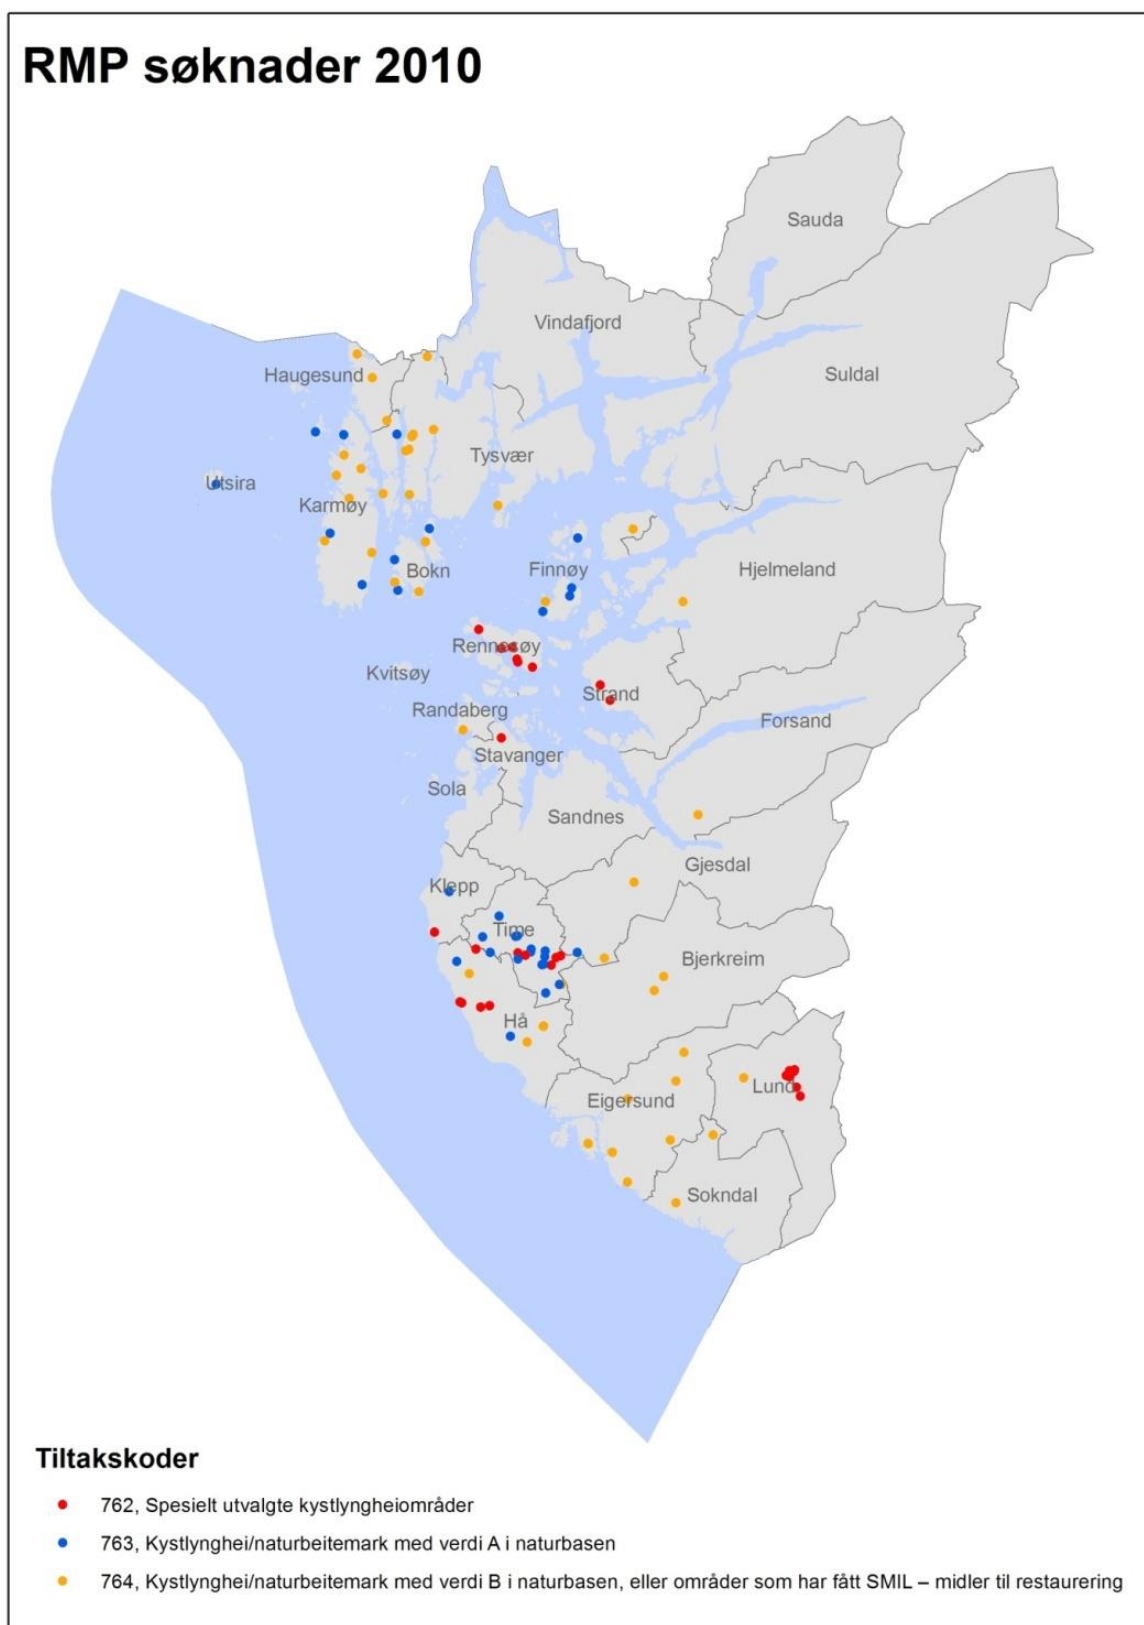 RMP søknader 2010
Sauda
Vindafjord
Suldal
Haugesund
Tysvær
Utsira
Karmøy
Hjelmeland
Finnøy
Bokn
Rennesøy
Kvitsøy
Strand
Randaberg
Forsand
Stavanger
Sola
Sandnes
Gjesdal
Klepp
Time
Bjerkreim
Hå
Lund
Eigersund
Sokndal
Tiltakskoder
762, Spesielt utvalgte kystlyngheiområder
763, Kystlynghei/naturbeitemark med verdi A i naturbasen
764, Kystlynghei/naturbeitemark med verdi B i naturbasen, eller områder som har fått SMIL – midler til restaurering